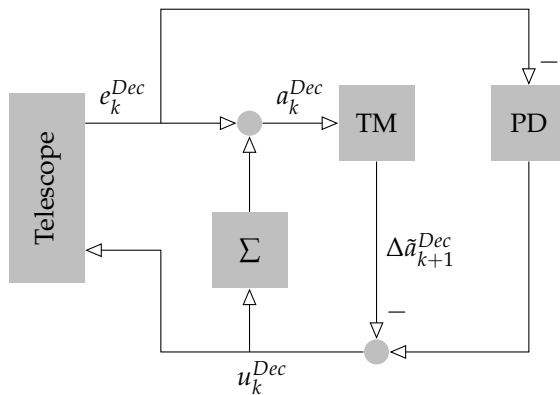 −
e_k^{Dec}
a_k^{Dec}
TM
PD
Telescope
∑
Δã_{k+1}^{Dec}
−
u_k^{Dec}